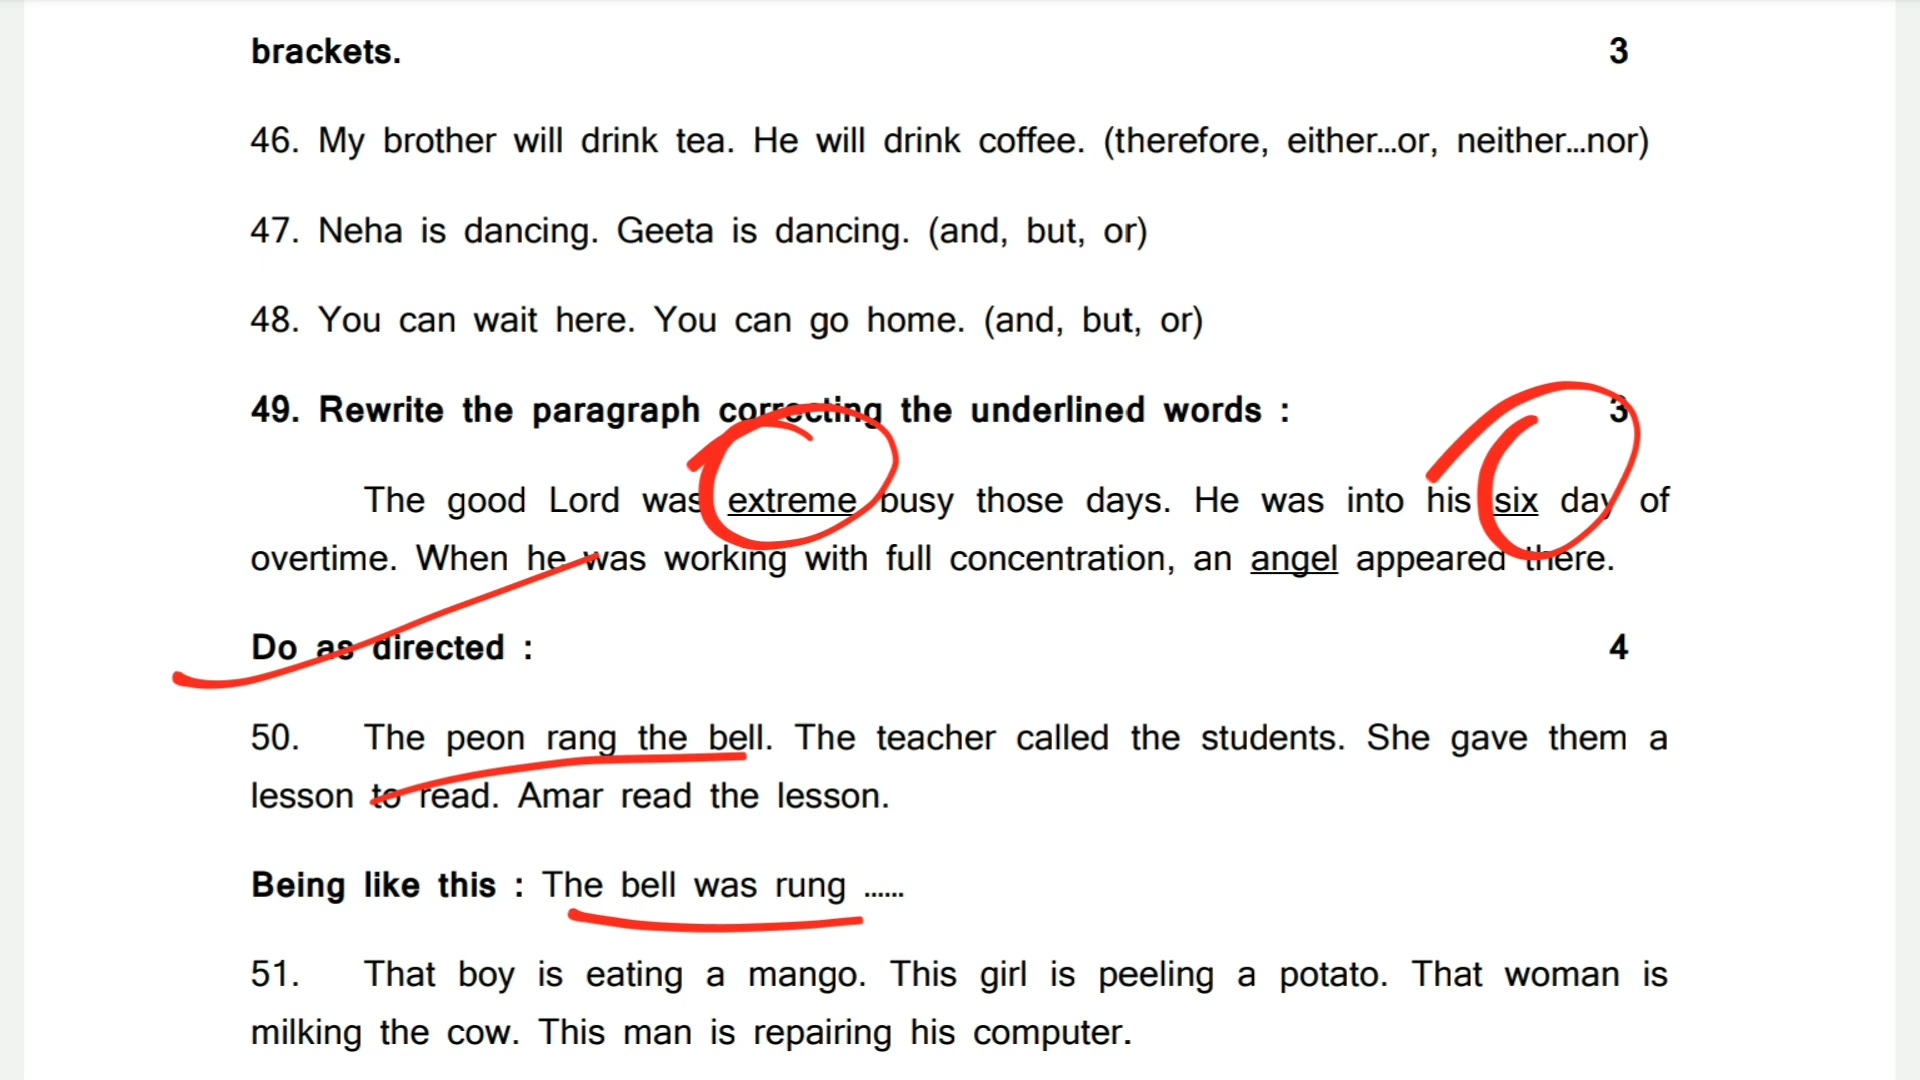 brackets. 3
46. My brother will drink tea. He will drink coffee. (therefore, either...or, neither...nor)
47. Neha is dancing. Geeta is dancing. (and, but, or)
48. You can wait here. You can go home. (and, but, or)
49. Rewrite the paragraph correcting the underlined words : 3
The good Lord was extreme busy those days. He was into his six day of
overtime. When he was working with full concentration, an angel appeared there.
Do as directed : 4
50. The peon rang the bell. The teacher called the students. She gave them a
lesson to read. Amar read the lesson.
Being like this : The bell was rung ......
51. That boy is eating a mango. This girl is peeling a potato. That woman is
milking the cow. This man is repairing his computer.